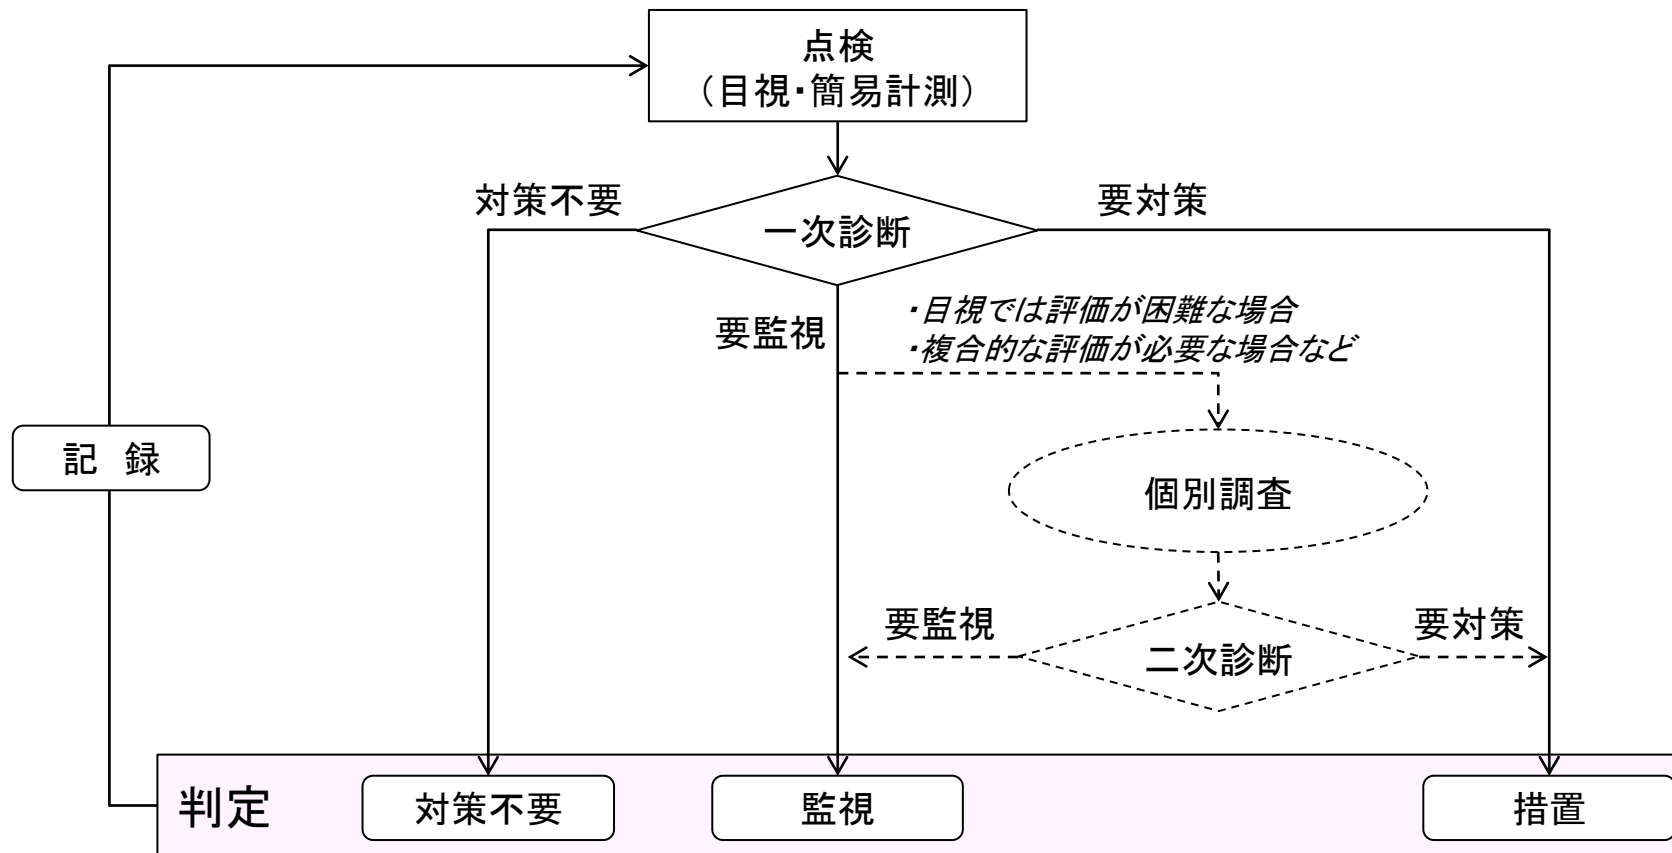 点検
（目視・簡易計測）
対策不要
一次診断
要対策
要監視
・目視では評価が困難な場合
・複合的な評価が必要な場合など
記 録
個別調査
要監視
二次診断
要対策
判定
対策不要
監視
措置